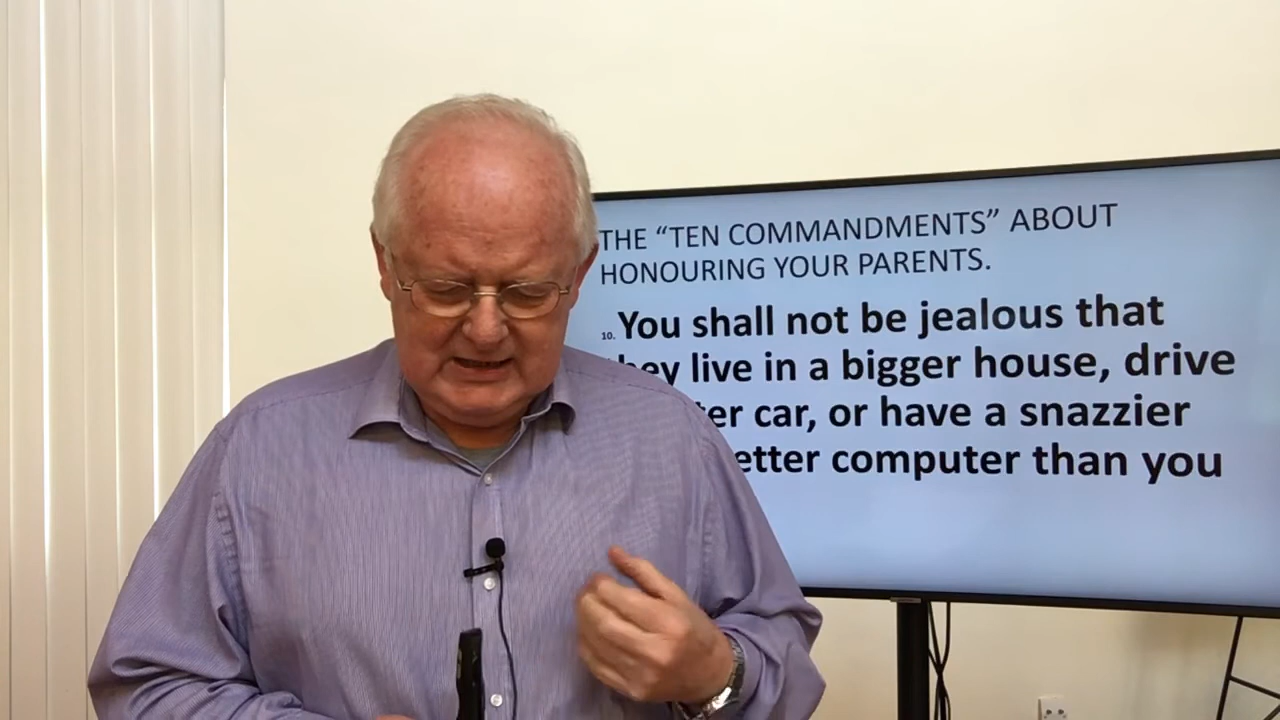 THE “TEN COMMANDMENTS” ABOUT
HONOURING YOUR PARENTS.
10. You shall not be jealous that
live in a bigger house, drive
car, or have a snazzier
computer than you